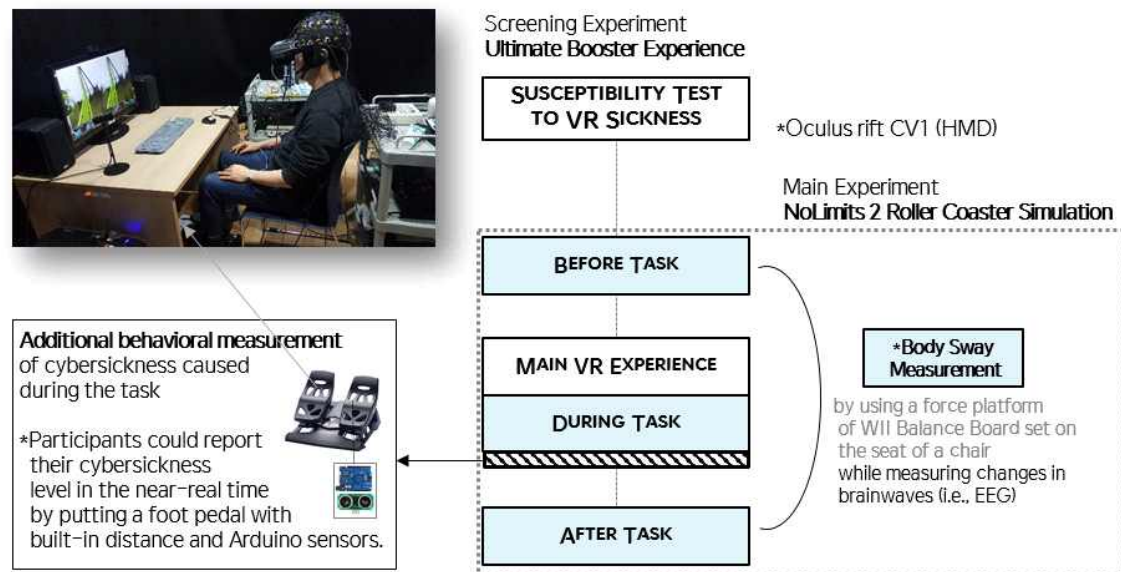 Screening Experiment
Ultimate Booster Experience
SUSCEPTIBILITY TEST
TO VR SICKNESS
*Oculus rift CV1 (HMD)
Main Experiment
NoLimits 2 Roller Coaster Simulation
BEFORE TASK
MAIN VR EXPERIENCE
DURING TASK
AFTER TASK
*Body Sway
Measurement
by using a force platform
of WII Balance Board set on
the seat of a chair
while measuring changes in
brainwaves (i.e., EEG)
Additional behavioral measurement
of cybersickness caused
during the task
*Participants could report
their cybersickness
level in the near-real time
by putting a foot pedal with
built-in distance and Arduino sensors.